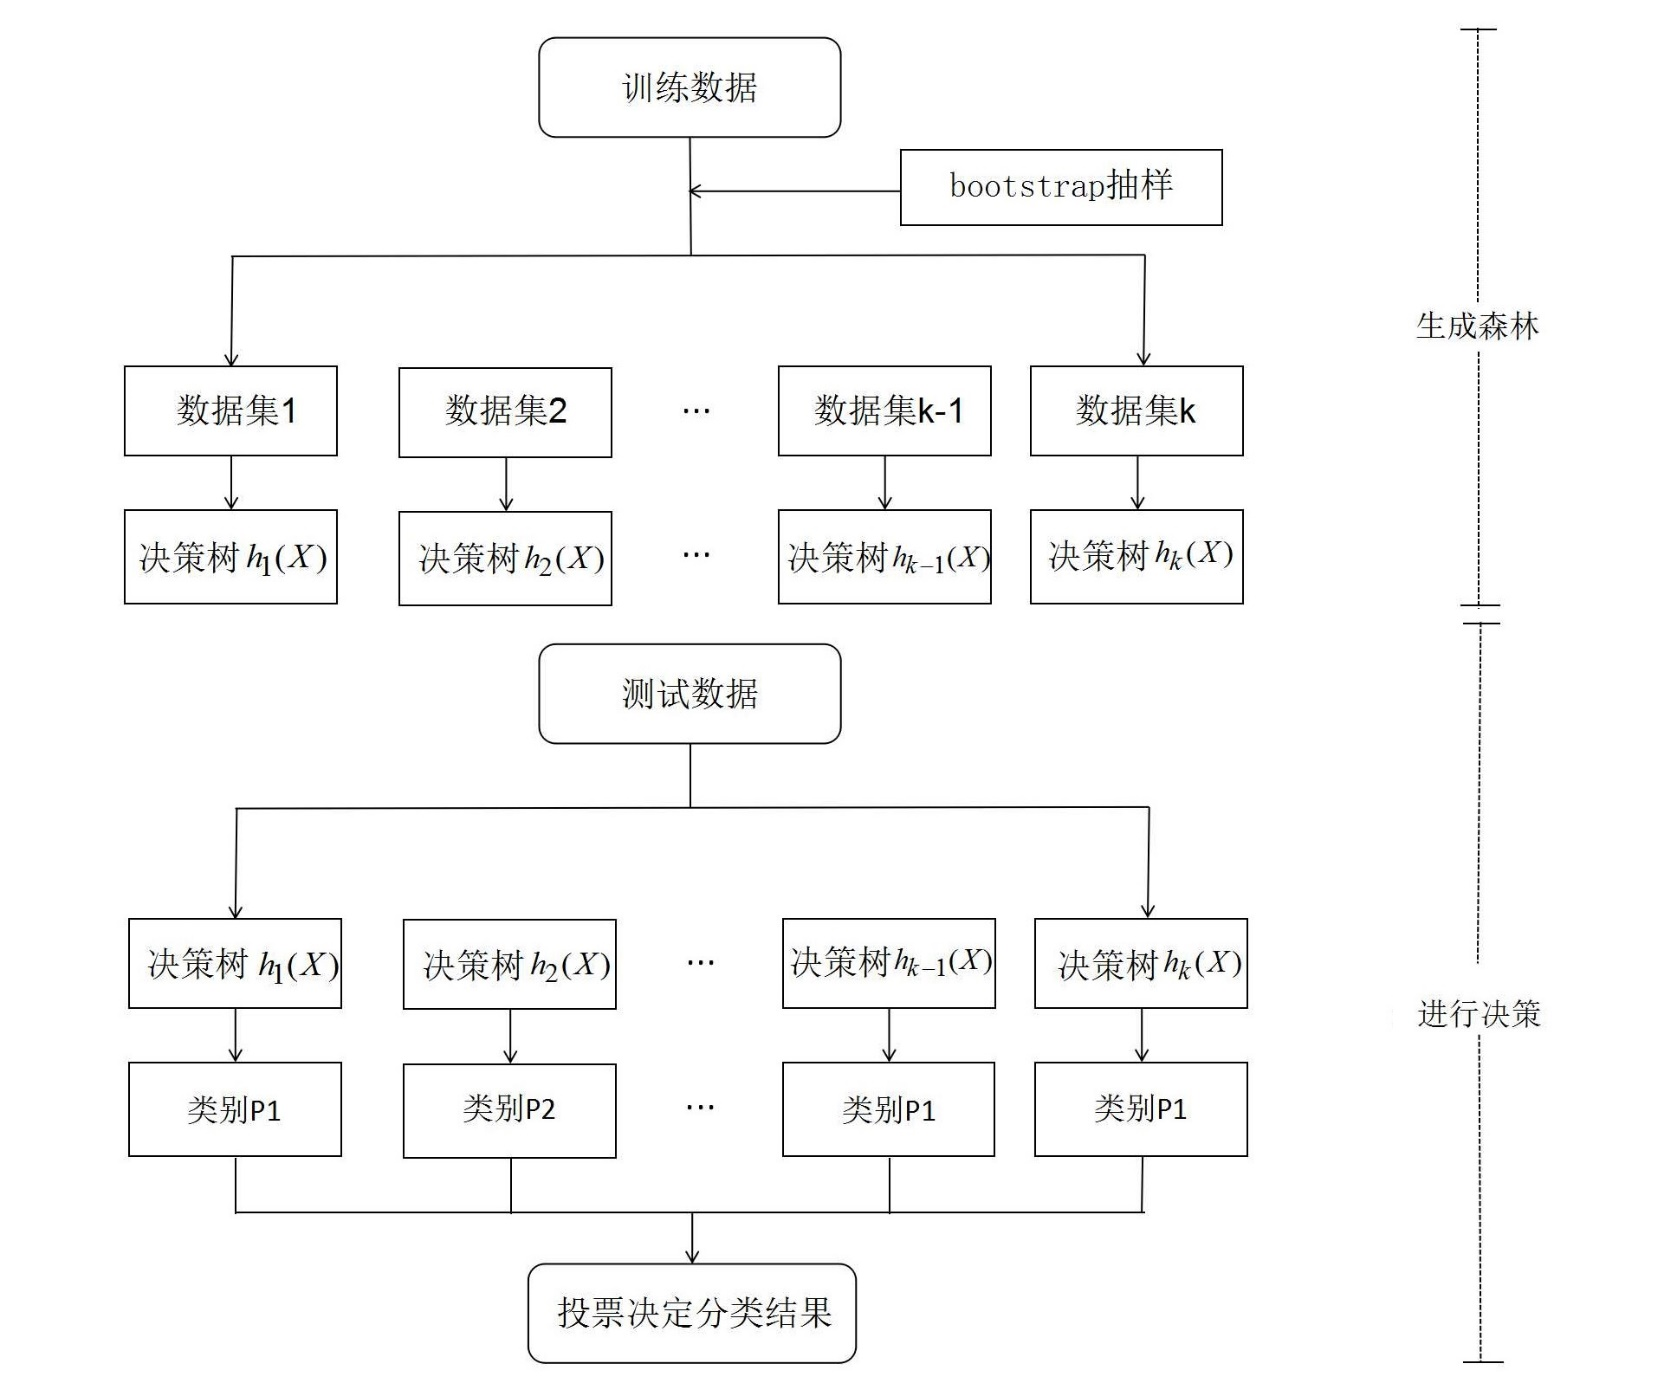 训练数据
bootstrap抽样
生成森林
数据集1 数据集2 … 数据集k-1 数据集k
决策树 h₁(X) 决策树 h₂(X) … 决策树 hₖ₋₁(X) 决策树 hₖ(X)
测试数据
决策树 h₁(X) 决策树 h₂(X) … 决策树 hₖ₋₁(X) 决策树 hₖ(X)
进行决策
类别P1 类别P2 … 类别P1 类别P1
投票决定分类结果